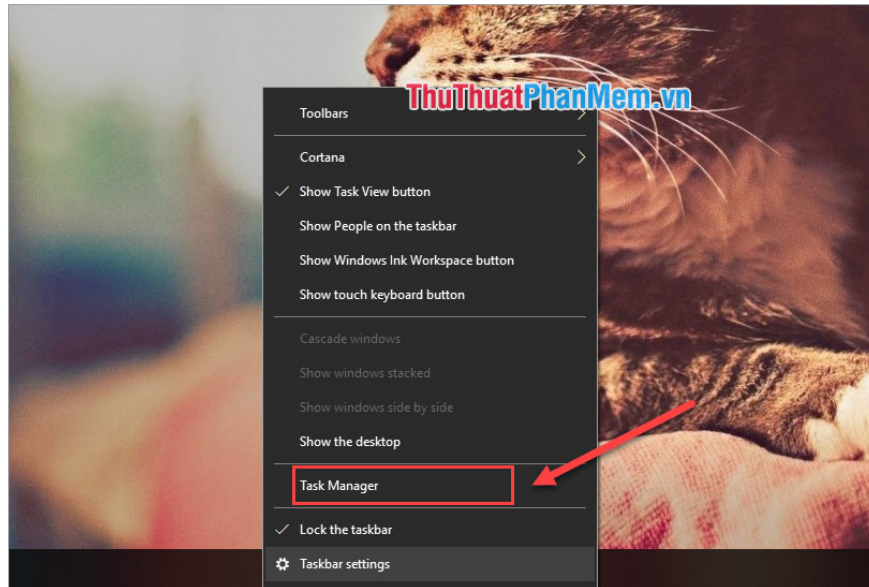 ThuThuatPhanMem.vn
Toolbars
Cortana
Show Task View button
Show People on the taskbar
Show Windows Ink Workspace button
Show touch keyboard button
Cascade windows
Show windows stacked
Show windows side by side
Show the desktop
Task Manager
Lock the taskbar
Taskbar settings